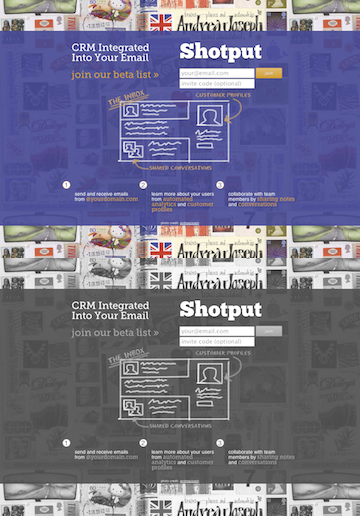 CRM Integrated
Into Your Email
Shotput
join our beta list »
your@email.com
invite code (optional)
THE INBOX
CUSTOMER PROFILES
SHARED CONVERSATIONS
1
send and receive emails
from @yourdomain.com
2
learn more about your users
from automated
analytics and customer
profiles
3
collaborate with team
members by sharing notes
and conversations
CRM Integrated
Into Your Email
Shotput
join our beta list »
your@email.com
invite code (optional)
THE INBOX
CUSTOMER PROFILES
SHARED CONVERSATIONS
1
send and receive emails
from @yourdomain.com
2
learn more about your users
from automated
analytics and customer
profiles
3
collaborate with team
members by sharing notes
and conversations